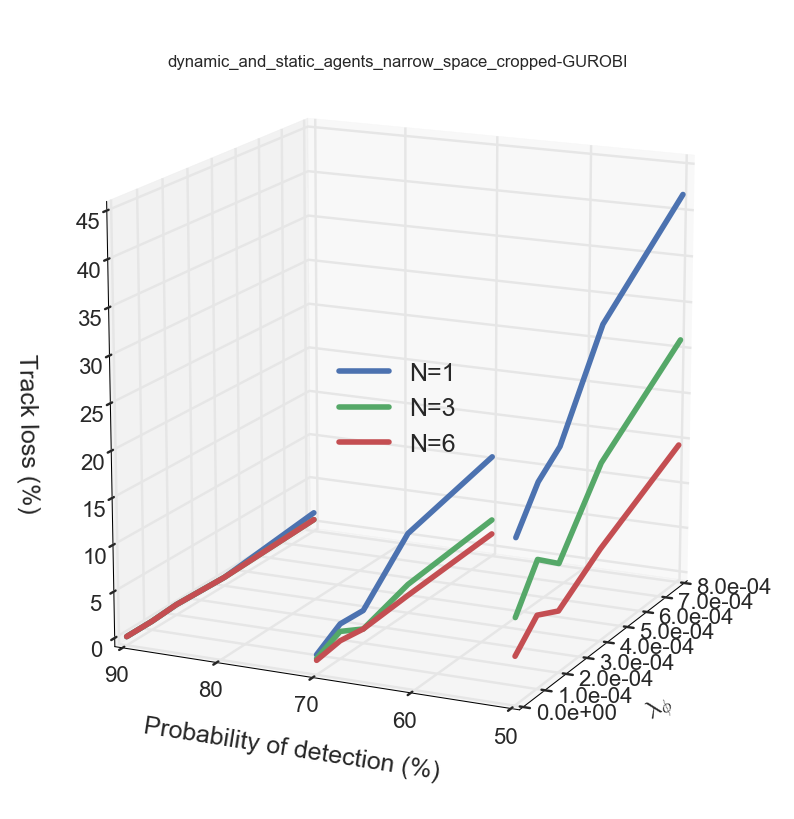 dynamic_and_static_agents_narrow_space_cropped-GUROBI
45
40
35
30
25
20
15
10
5
0
Track loss (%)
N=1
N=3
N=6
90
80
70
60
50
Probability of detection (%)
8.0e-04
7.0e-04
6.0e-04
5.0e-04
4.0e-04
3.0e-04
2.0e-04
1.0e-04
0.0e+00
λϕ